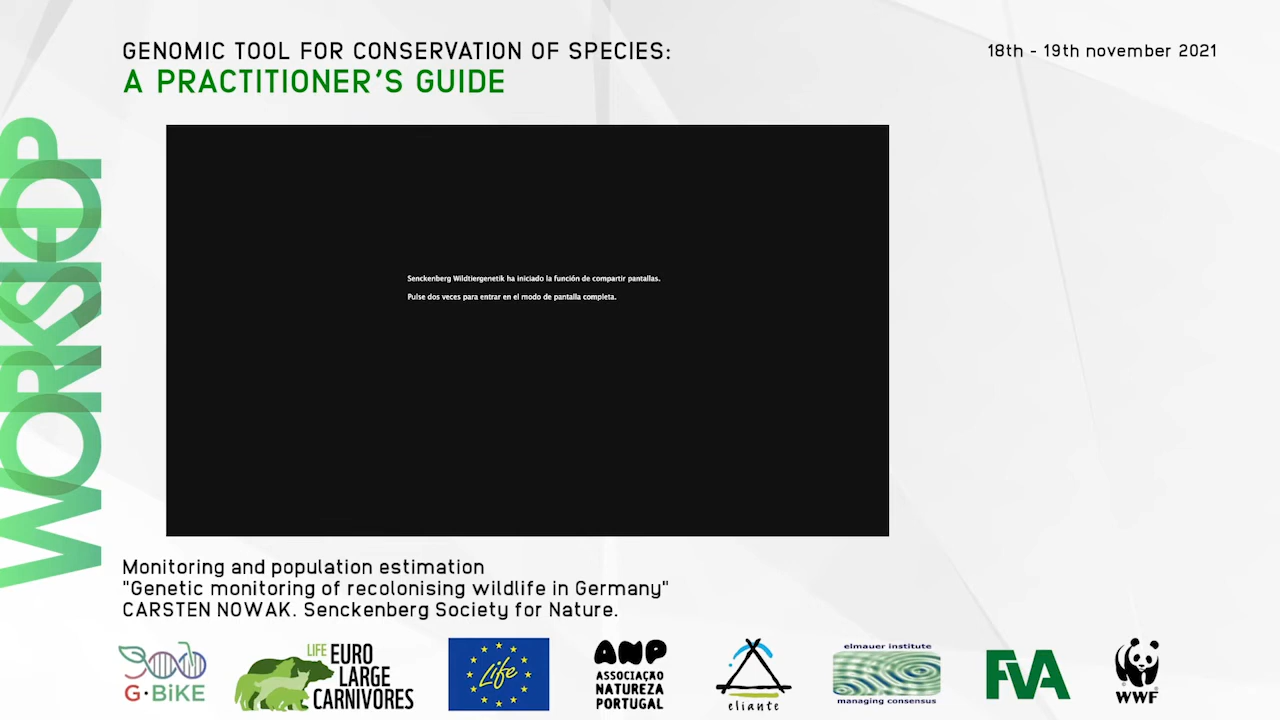 GENOMIC TOOL FOR CONSERVATION OF SPECIES:
A PRACTITIONER'S GUIDE
18th - 19th november 2021
WORKSHOP
Senckenberg Wildtiergenetik ha iniciado la función de compartir pantallas.
Pulse dos veces para entrar en el modo de pantalla completa.
Monitoring and population estimation
"Genetic monitoring of recolonising wildlife in Germany"
CARSTEN NOWAK. Senckenberg Society for Nature.
G·BiKE
LIFE EURO
LARGE
CARNIVORES
Life
ANP
ASSOCIAÇÃO
NATUREZA
PORTUGAL
eliante
elmauer institute
managing consensus
FVA
WWF